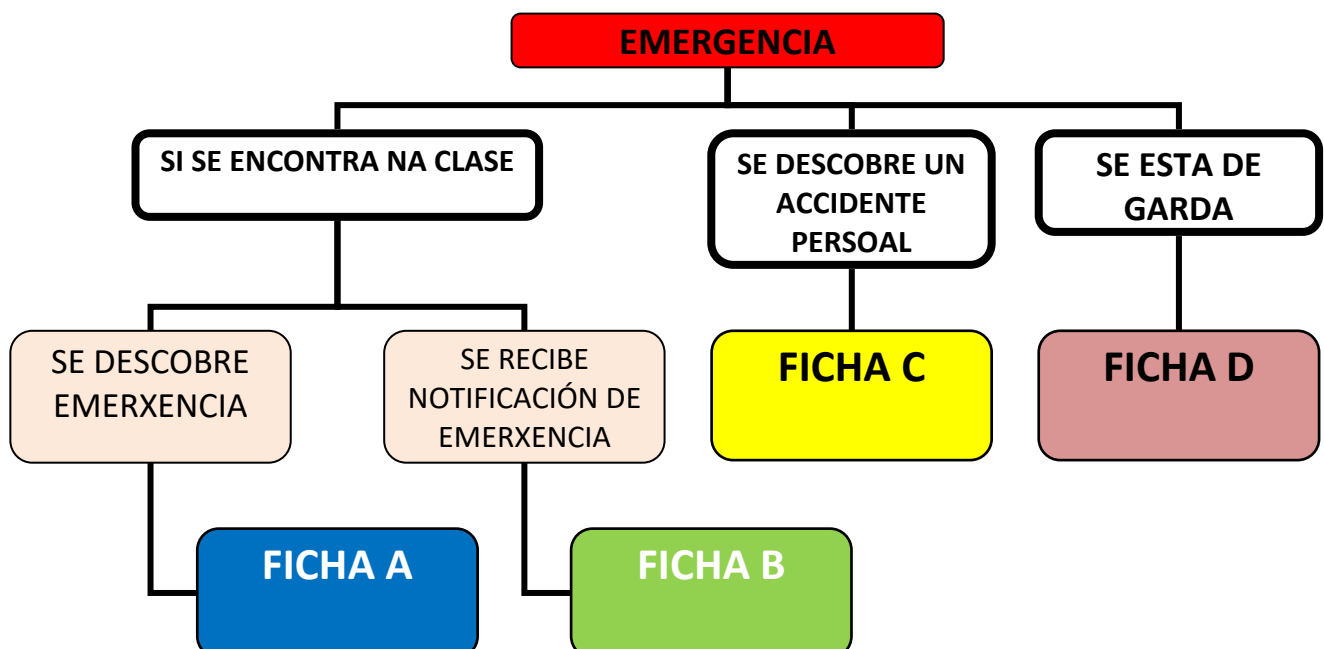 EMERGENCIA
SI SE ENCONTRA NA CLASE
SE DESCOBRE UN
ACCIDENTE
PERSOAL
SE ESTA DE
GARDA
SE DESCOBRE
EMERXENCIA
SE RECIBE
NOTIFICACIÓN DE
EMERXENCIA
FICHA C
FICHA D
FICHA A
FICHA B